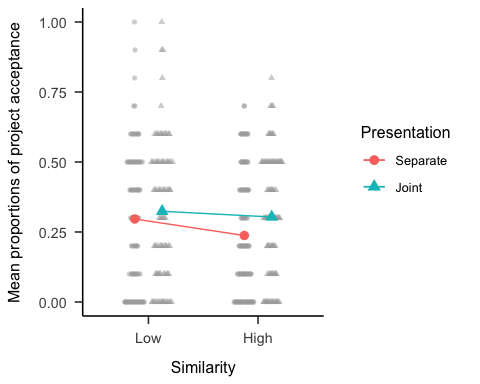 Mean proportions of project acceptance
1.00
0.75
0.50
0.25
0.00
Low
High
Similarity
Presentation
Separate
Joint